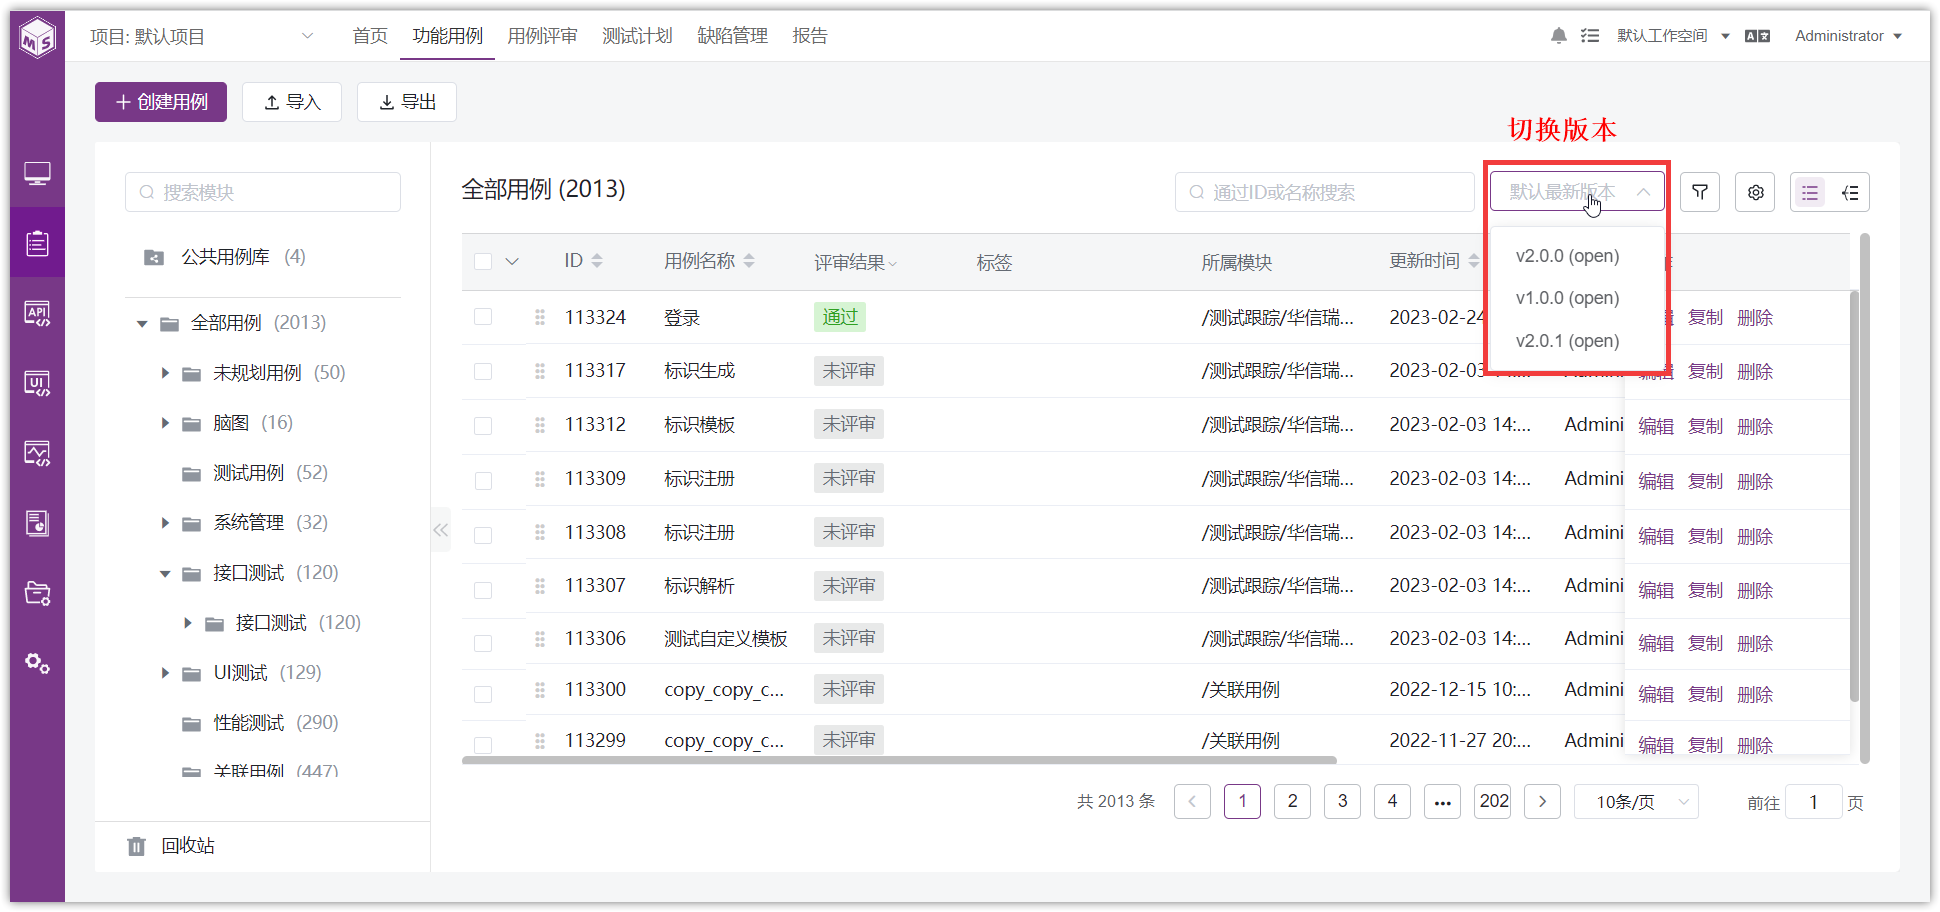 MS
项目: 默认项目
首页 功能用例 用例评审 测试计划 缺陷管理 报告
默认工作空间
Administrator
创建用例 导入 导出
切换版本
API
UI
搜索模块
公共用例库 (4)
全部用例 (2013)
未规划用例 (50)
脑图 (16)
测试用例 (52)
系统管理 (32)
接口测试 (120)
接口测试 (120)
UI测试 (129)
性能测试 (290)
关联用例 (447)
回收站
全部用例 (2013)
通过ID或名称搜索
默认最新版本
v2.0.0 (open)
v1.0.0 (open)
v2.0.1 (open)
ID 用例名称 评审结果 标签 所属模块 更新时间
113324 登录 通过 /测试跟踪/华信瑞... 2023-02-24 复制 删除
113317 标识生成 未评审 /测试跟踪/华信瑞... 2023-02-03 编辑 复制 删除
113312 标识模板 未评审 /测试跟踪/华信瑞... 2023-02-03 14:... Admini 编辑 复制 删除
113309 标识注册 未评审 /测试跟踪/华信瑞... 2023-02-03 14:... Admini 编辑 复制 删除
113308 标识注册 未评审 /测试跟踪/华信瑞... 2023-02-03 14:... Admini 编辑 复制 删除
113307 标识解析 未评审 /测试跟踪/华信瑞... 2023-02-03 14:... Admini 编辑 复制 删除
113306 测试自定义模板 未评审 /测试跟踪/华信瑞... 2023-02-03 14:... Admini 编辑 复制 删除
113300 copy_copy_c... 未评审 /关联用例 2022-12-15 10:... Admini 编辑 复制 删除
113299 copy_copy_c... 未评审 /关联用例 2022-11-27 20:... Admini 编辑 复制 删除
共 2013 条 1 2 3 4 ... 202 10条/页 前往 1 页